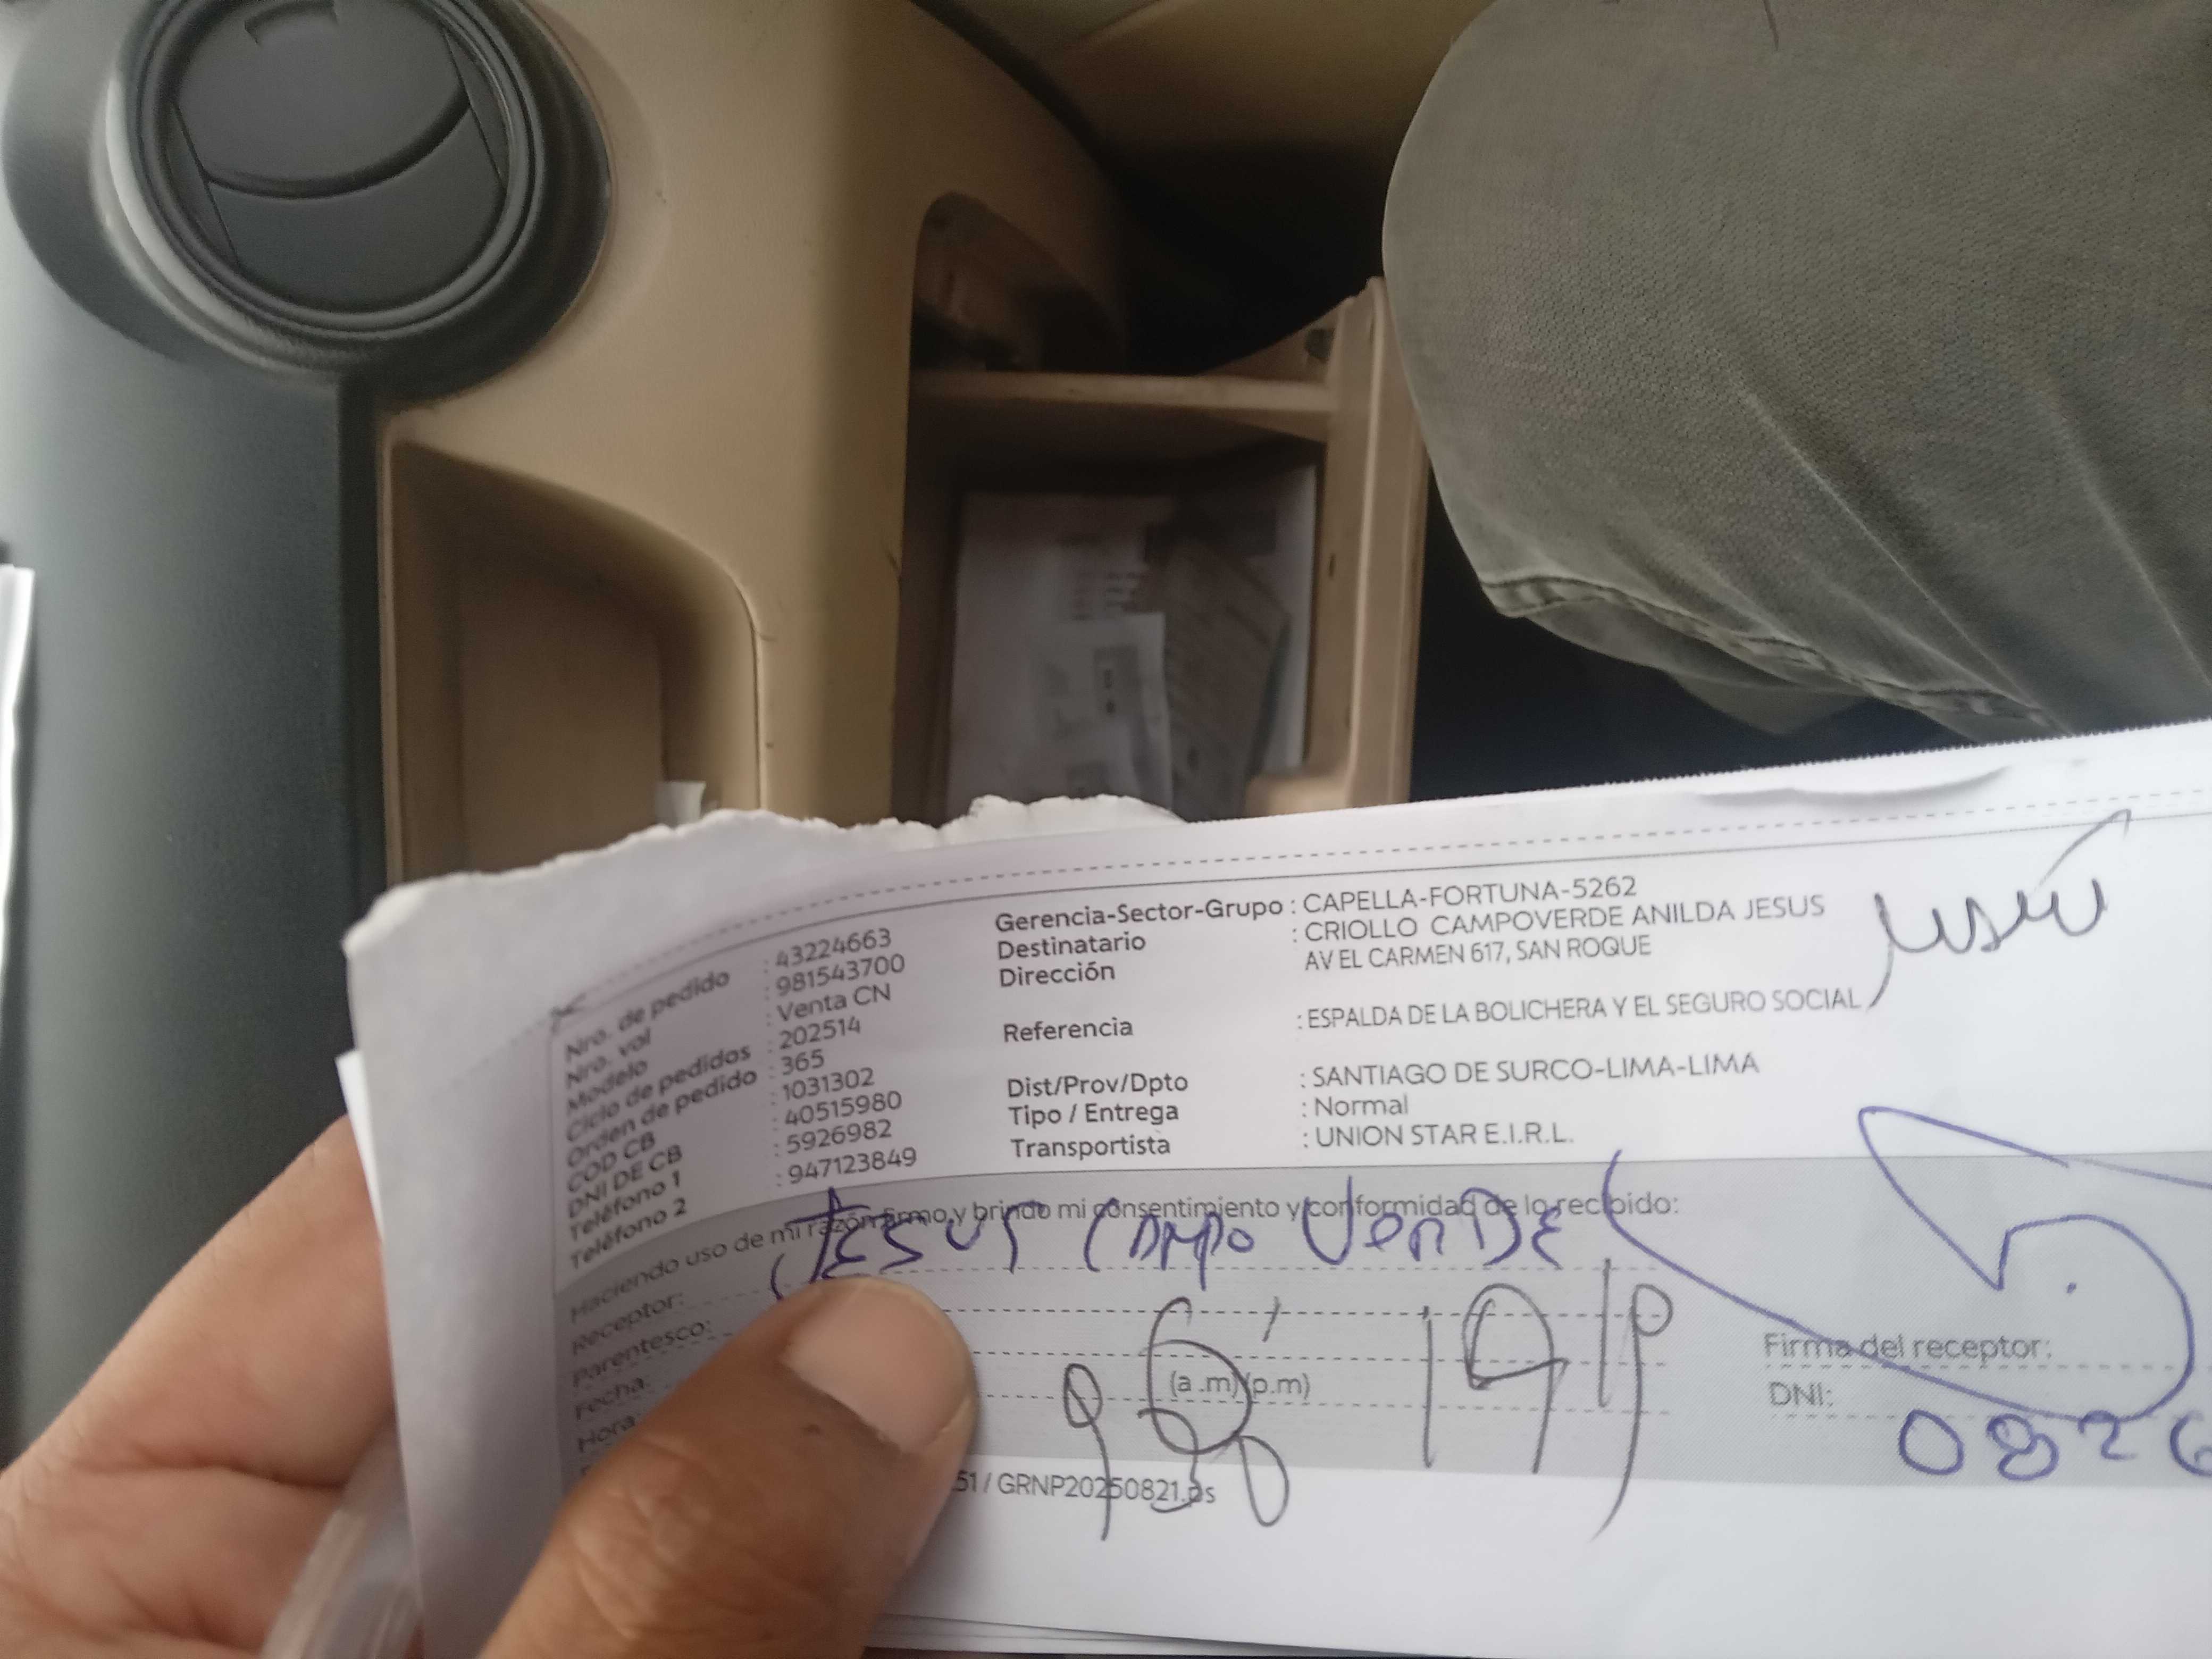 Nro. de pedido : 43224663
Nro. vol : 981543700
Modelo : Venta CN
Ciclo de pedidos : 202514
Orden de pedido : 365
COD CB : 1031302
DNI DE CB : 40515980
Teléfono 1 : 5926982
Teléfono 2 : 947123849
Gerencia-Sector-Grupo : CAPELLA-FORTUNA-5262
Destinatario : CRIOLLO CAMPOVERDE ANILDA JESUS
Dirección AV EL CARMEN 617, SAN ROQUE
Referencia : ESPALDA DE LA BOLICHERA Y EL SEGURO SOCIAL
Dist/Prov/Dpto : SANTIAGO DE SURCO-LIMA-LIMA
Tipo / Entrega : Normal
Transportista : UNION STAR E.I.R.L.
Haciendo uso de mi razón firmo y brindo mi consentimiento y conformidad de lo recibido:
Receptor: JESUS CAMPO VERDE
Parentesco:
Fecha:
Hora: (a.m) (p.m)
Firma del receptor:
DNI: 0826
51 / GRNP20250821.ps